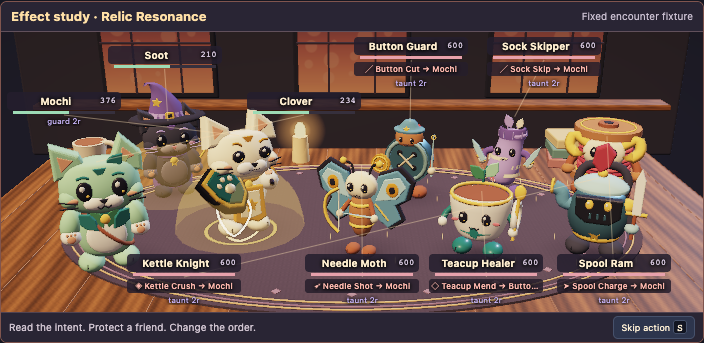 Effect study · Relic Resonance
Fixed encounter fixture
Soot 210
Button Guard 600
Button Cut → Mochi
taunt 2r
Sock Skipper 600
Sock Skip → Mochi
taunt 2r
Mochi 376
guard 2r
Clover 234
Kettle Knight 600
Kettle Crush → Mochi
taunt 2r
Needle Moth 600
Needle Shot → Mochi
taunt 2r
Teacup Healer 600
Teacup Mend → Butto...
taunt 2r
Spool Ram 600
Spool Charge → Mochi
taunt 2r
Read the intent. Protect a friend. Change the order.
Skip action S